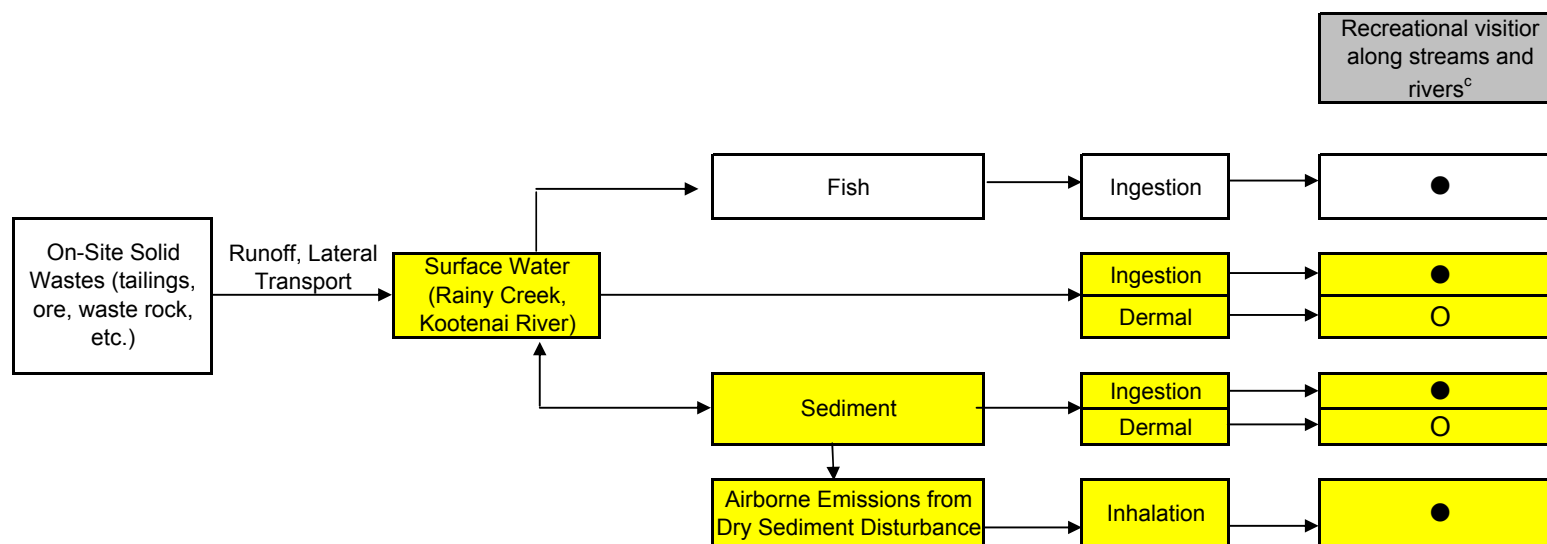 Recreational visitior
along streams and
rivers^c
Fish
Ingestion
●
On-Site Solid
Wastes (tailings,
ore, waste rock,
etc.)
Runoff, Lateral
Transport
Surface Water
(Rainy Creek,
Kootenai River)
Ingestion
●
Dermal
O
Sediment
Ingestion
●
Dermal
O
Airborne Emissions from
Dry Sediment Disturbance
Inhalation
●